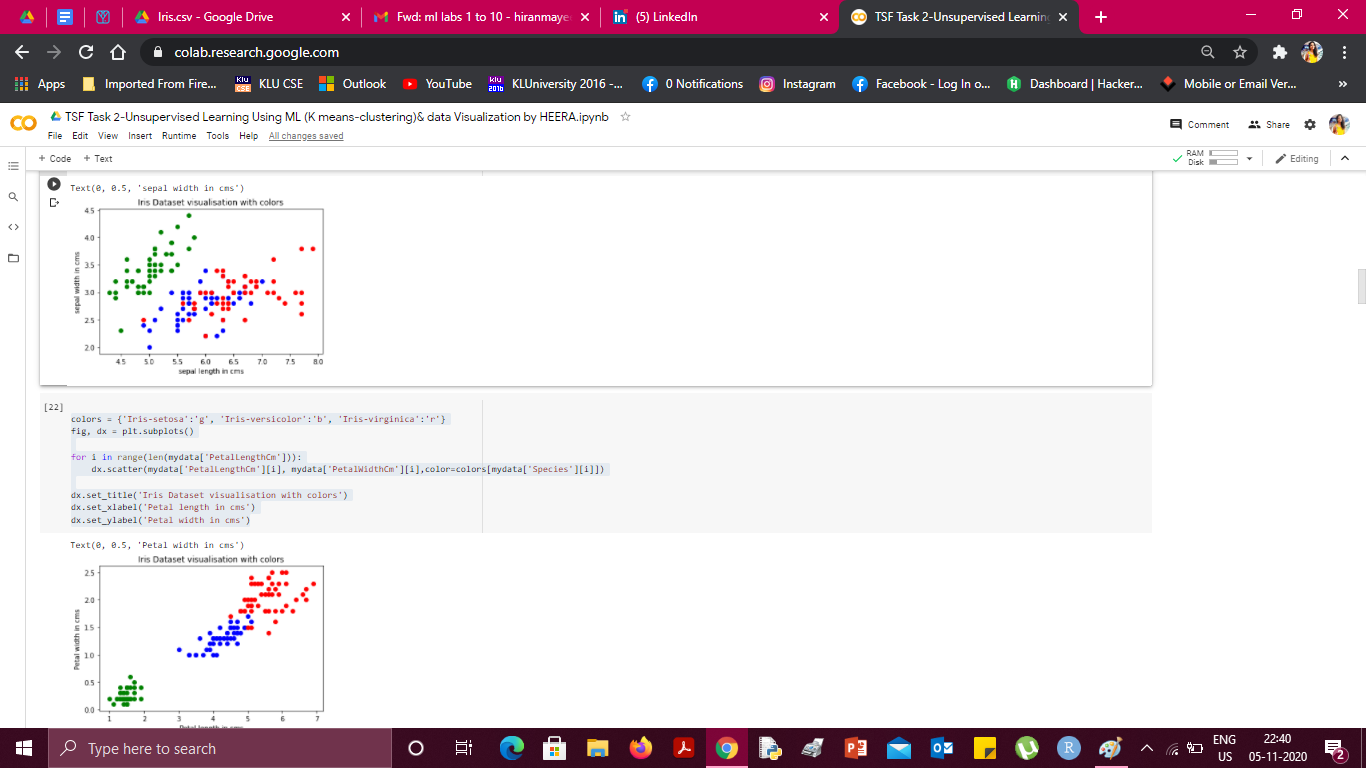 Iris.csv - Google Drive
Fwd: ml labs 1 to 10 - hiranmaye
(5) LinkedIn
TSF Task 2-Unsupervised Learnin
colab.research.google.com
Apps
Imported From Fire...
KLU CSE
KLU CSE
Outlook
YouTube
klu 2016
KLUniversity 2016 -...
0 Notifications
Instagram
Facebook - Log In o...
Dashboard | Hacker...
Mobile or Email Ver...
TSF Task 2-Unsupervised Learning Using ML (K means-clustering)& data Visualization by HEERA.ipynb
File Edit View Insert Runtime Tools Help All changes saved
Comment
Share
+ Code + Text
RAM
Disk
Editing
Text(0, 0.5, 'sepal width in cms')
Iris Dataset visualisation with colors
4.5
4.0
3.5
3.0
2.5
2.0
sepal width in cms
4.5 5.0 5.5 6.0 6.5 7.0 7.5 8.0
sepal length in cms
[22]
colors = {'Iris-setosa':'g', 'Iris-versicolor':'b', 'Iris-virginica':'r'}
fig, dx = plt.subplots()
for i in range(len(mydata['PetalLengthCm'])):
dx.scatter(mydata['PetalLengthCm'][i], mydata['PetalWidthCm'][i],color=colors[mydata['Species'][i]])
dx.set_title('Iris Dataset visualisation with colors')
dx.set_xlabel('Petal length in cms')
dx.set_ylabel('Petal width in cms')
Text(0, 0.5, 'Petal width in cms')
Iris Dataset visualisation with colors
2.5
2.0
1.5
1.0
0.5
0.0
Petal width in cms
1 2 3 4 5 6 7
Petal length in cms
Type here to search
R
ENG
US
22:40
05-11-2020
2